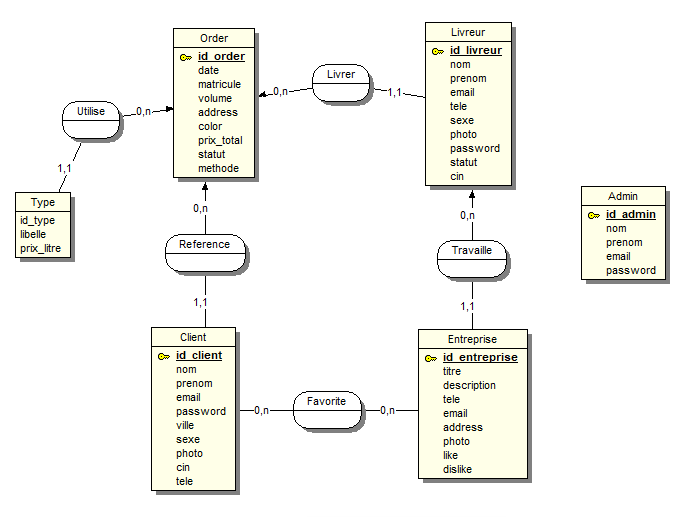 Order
id_order
date
matricule
volume
address
color
prix_total
statut
methode
Livreur
id_livreur
nom
prenom
email
tele
sexe
photo
password
statut
cin
Livrer
0,n
1,1
Utilise
0,n
1,1
Type
id_type
libelle
prix_litre
Admin
id_admin
nom
prenom
email
password
0,n
Reference
1,1
0,n
Travaille
1,1
Client
id_client
nom
prenom
email
password
ville
sexe
photo
cin
tele
Favorite
0,n
0,n
Entreprise
id_entreprise
titre
description
tele
email
address
photo
like
dislike